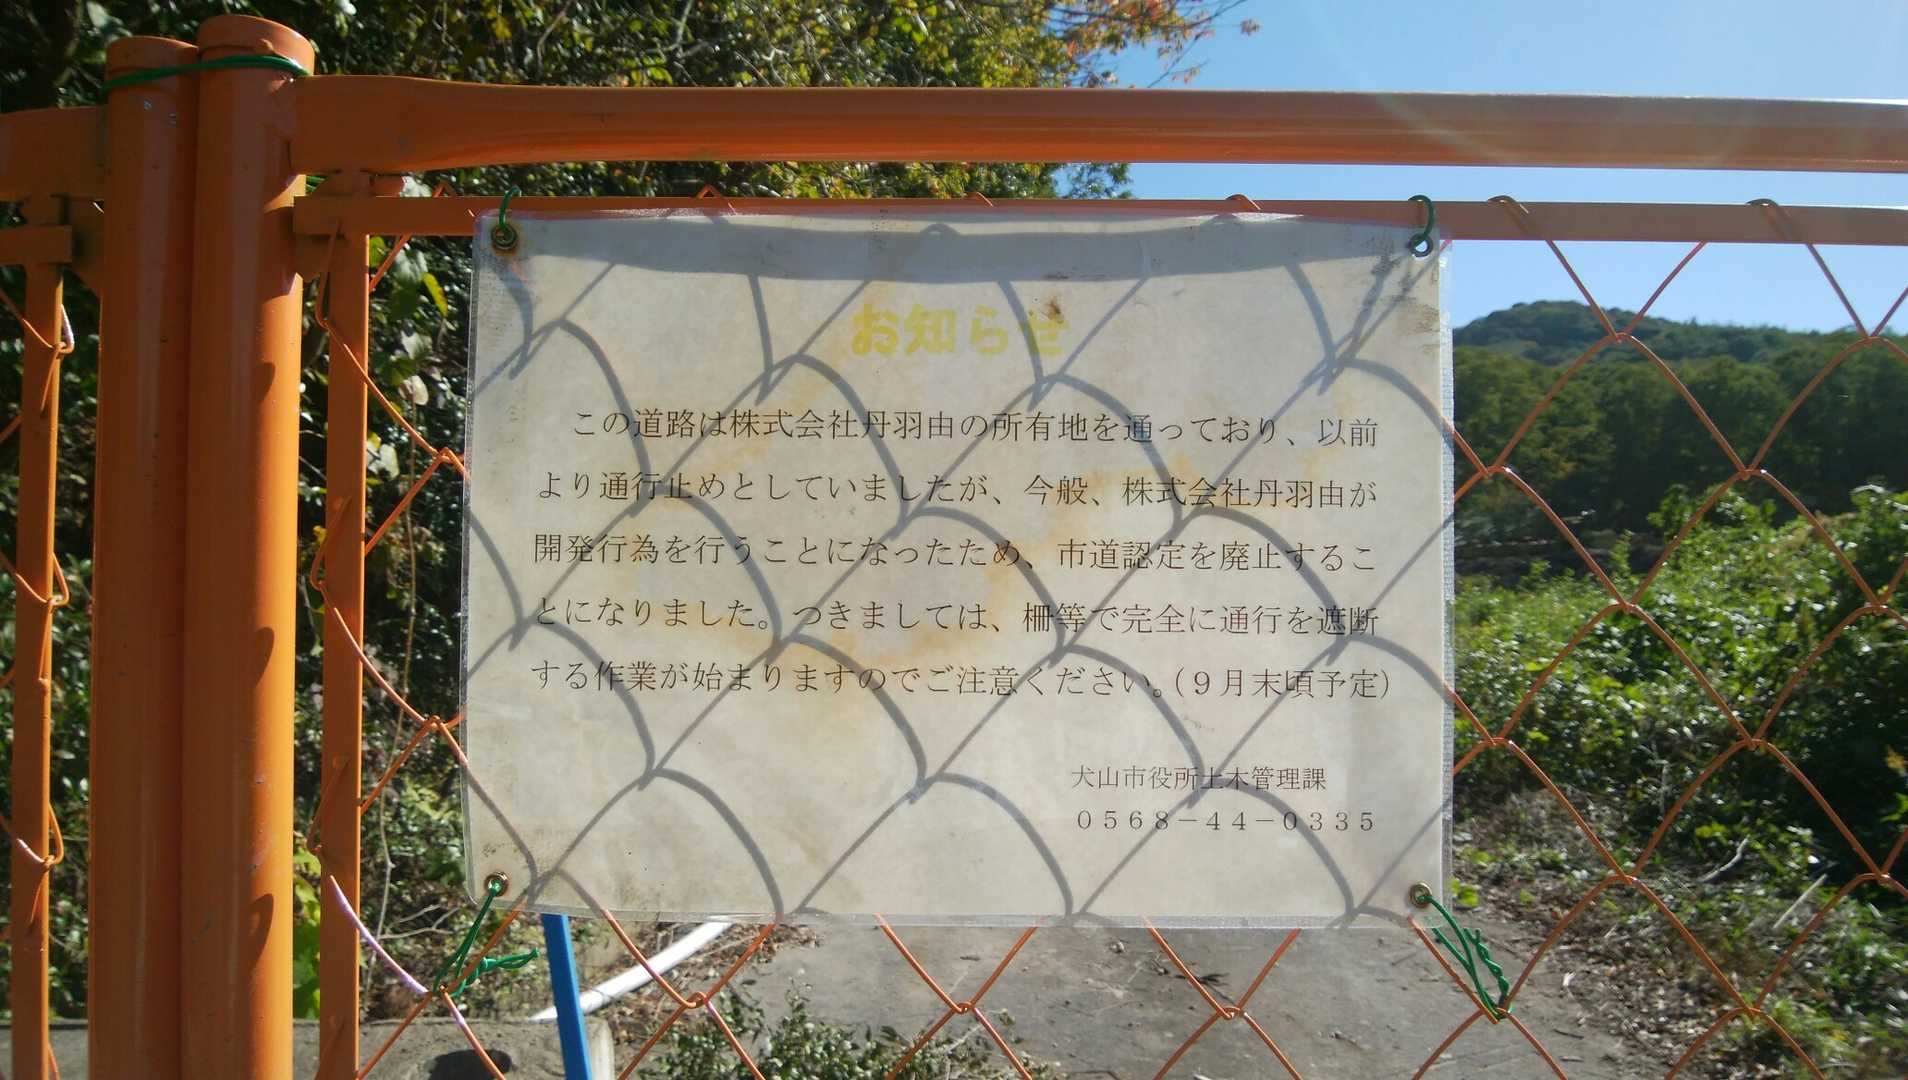 お知らせ
この道路は株式会社丹羽由の所有地を通っており、以前
より通行止めとしていましたが、今般、株式会社丹羽由が
開発行為を行うことになったため、市道認定を廃止するこ
とになりました。つきましては、柵等で完全に通行を遮断
する作業が始まりますのでご注意ください。(９月末頃予定)
犬山市役所土木管理課
０５６８－４４－０３３５